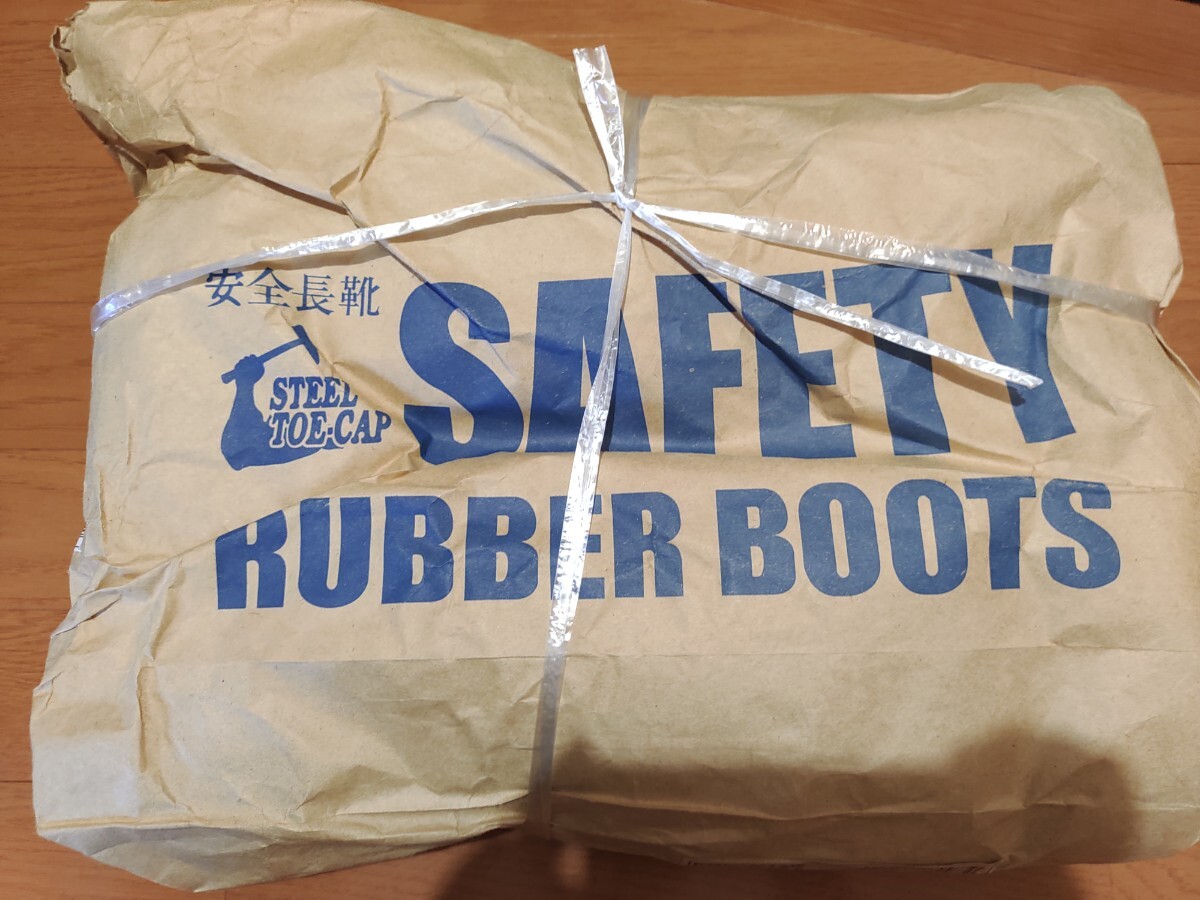 安全長靴
STEEL
TOE-CAP
SAFETY
RUBBER BOOTS